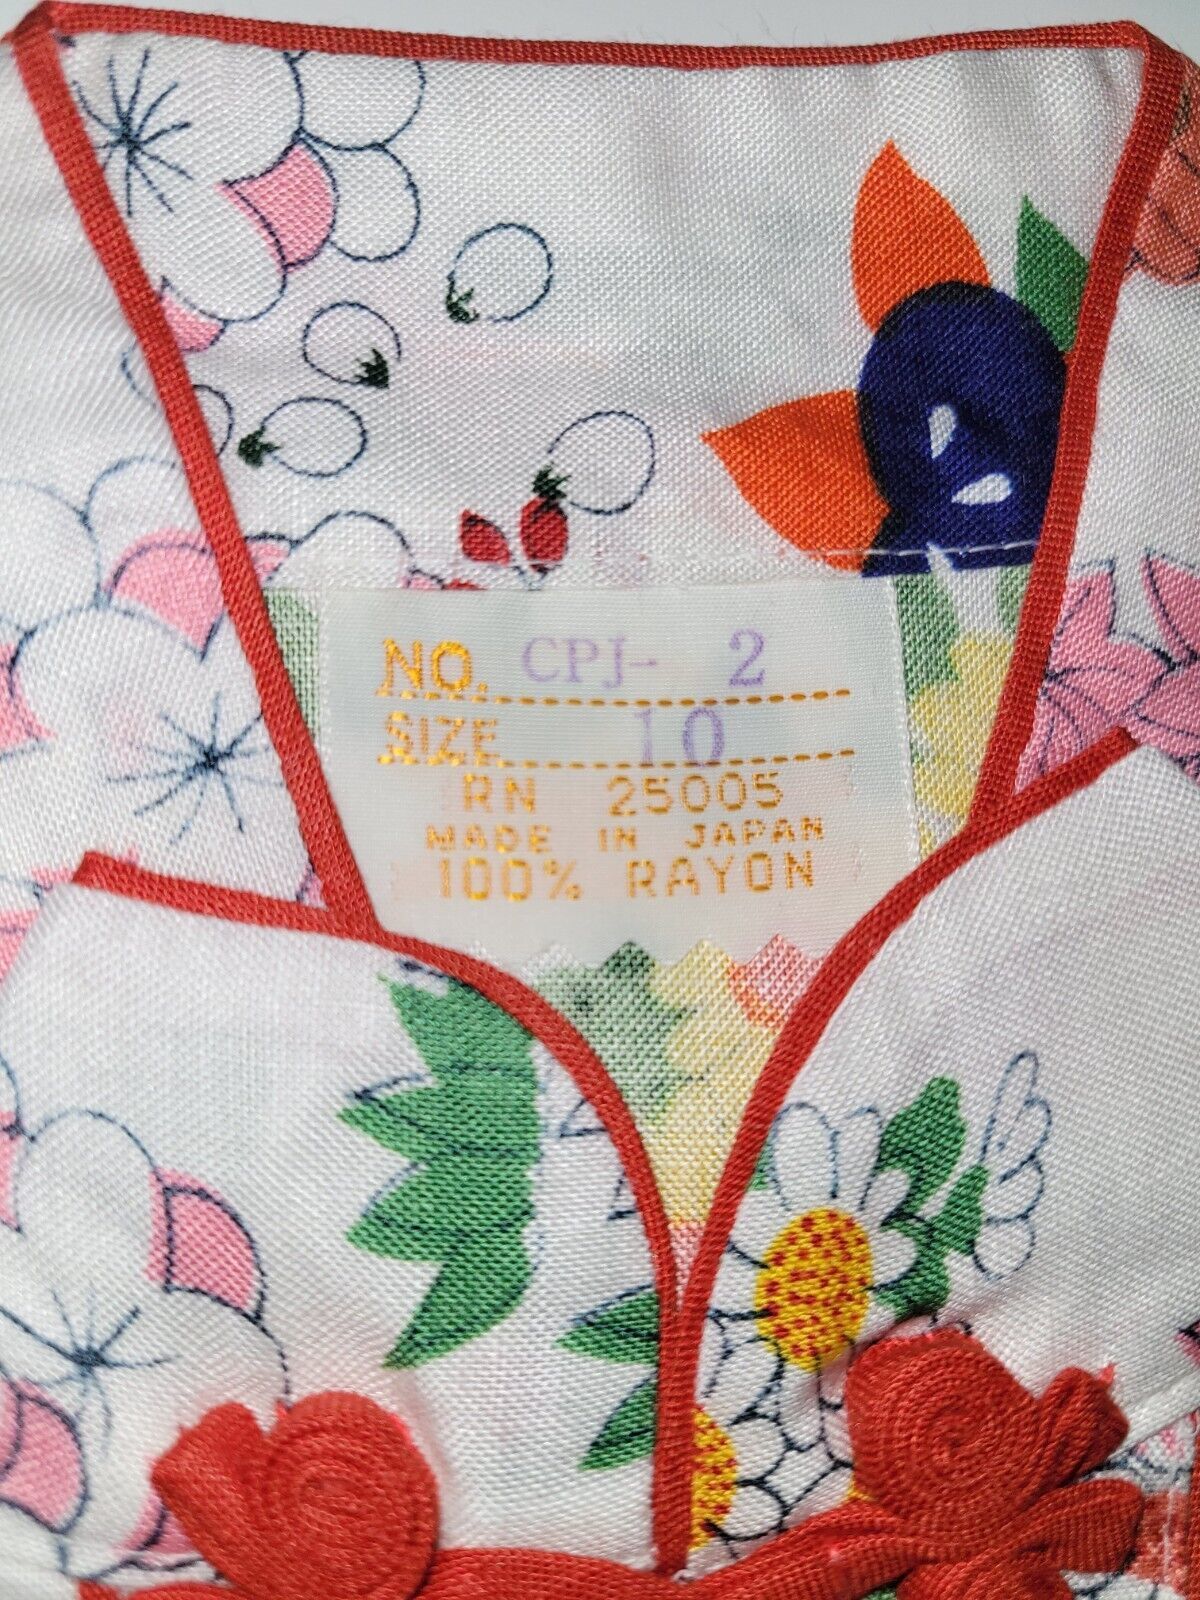 NO. CPJ- 2
SIZE 10
RN 25005
MADE IN JAPAN
100% RAYON